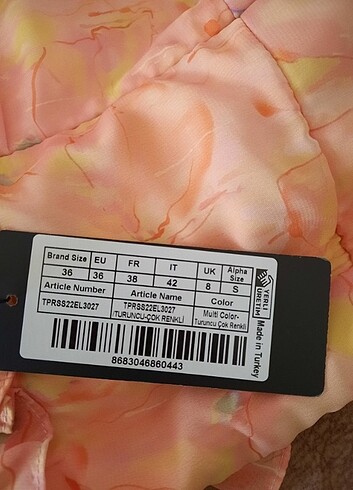 Brand Size EU FR IT UK Alpha Size
36 36 38 42 8 S
Article Number Article Name Color
TPRSS22EL3027 TPRSS22EL3027 /TURUNCU-ÇOK RENKLİ Multi Color- Turuncu Çok Renkli
8683046860443
YERLİ ÜRETİM
Made in Turkey